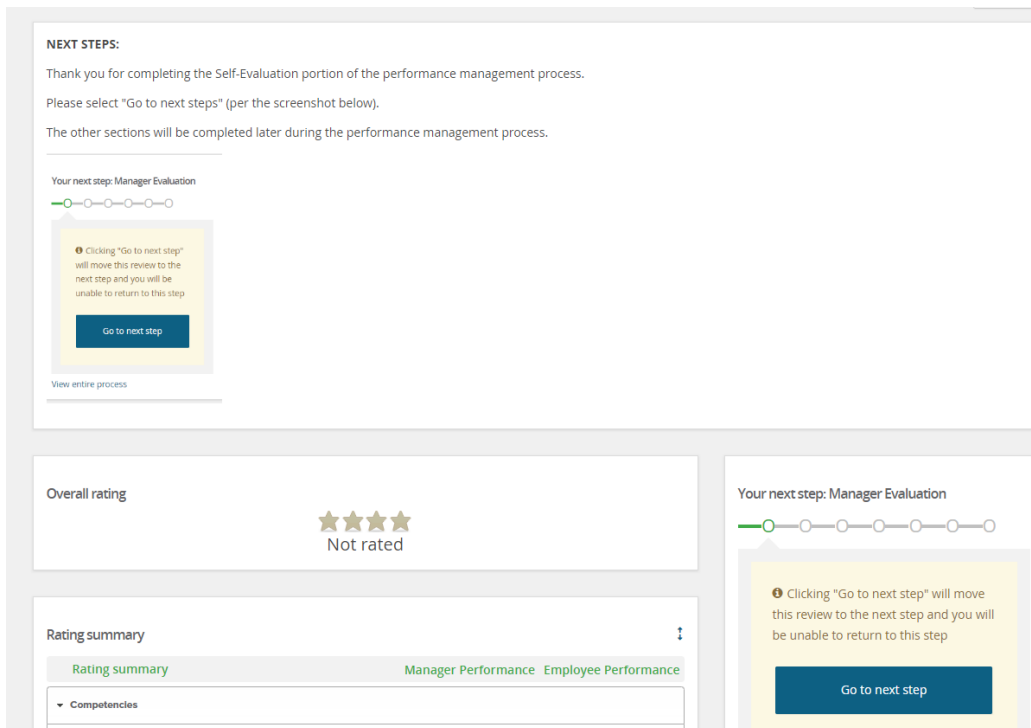 NEXT STEPS:
Thank you for completing the Self-Evaluation portion of the performance management process.
Please select "Go to next steps" (per the screenshot below).
The other sections will be completed later during the performance management process.
Your next step: Manager Evaluation
Clicking "Go to next step"
will move this review to the
next step and you will be
unable to return to this step
Go to next step
View entire process
Overall rating
Not rated
Rating summary
Rating summary Manager Performance Employee Performance
Competencies
Your next step: Manager Evaluation
Clicking "Go to next step" will move
this review to the next step and you will
be unable to return to this step
Go to next step